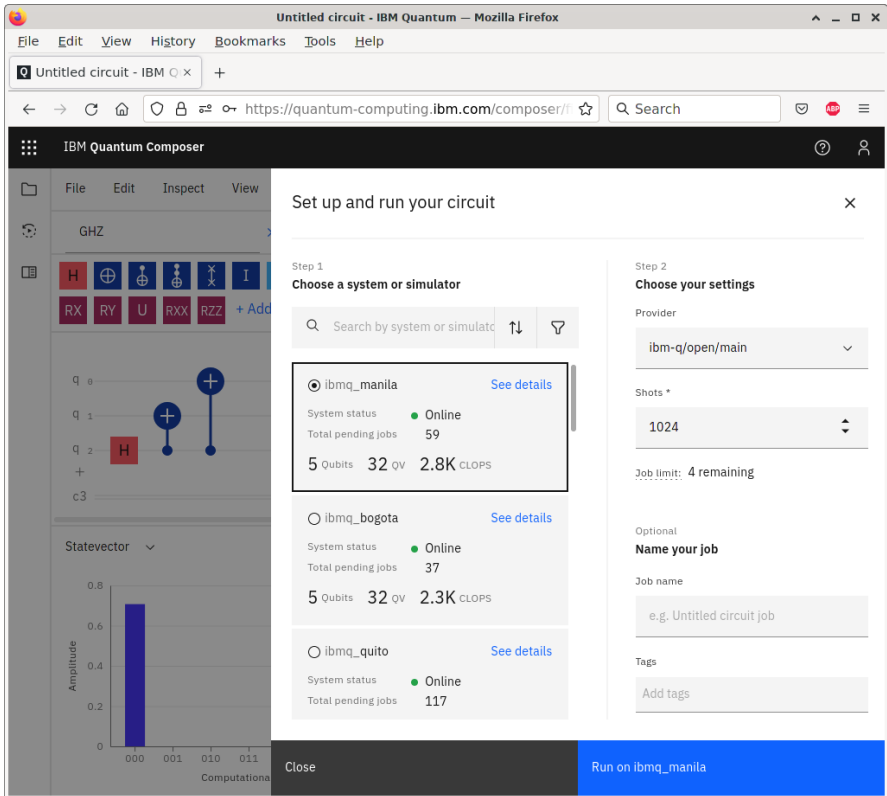 Untitled circuit - IBM Quantum — Mozilla Firefox
File Edit View History Bookmarks Tools Help
Q Untitled circuit - IBM Q
https://quantum-computing.ibm.com/composer/f Search ABP
IBM Quantum Composer
File Edit Inspect View
GHZ
H I
RX RY U RXX RZZ + Add
q 0
q 1
q 2 H
+
c3
Statevector
0.8
0.6
0.4
0.2
0
Amplitude
000 001 010 011
Computationa
Set up and run your circuit
Step 1
Choose a system or simulator
Search by system or simulato
ibmq_manila See details
System status Online
Total pending jobs 59
5 Qubits 32 QV 2.8K CLOPS
ibmq_bogota See details
System status Online
Total pending jobs 37
5 Qubits 32 QV 2.3K CLOPS
ibmq_quito See details
System status Online
Total pending jobs 117
Step 2
Choose your settings
Provider
ibm-q/open/main
Shots *
1024
Job limit: 4 remaining
Optional
Name your job
Job name
e.g. Untitled circuit job
Tags
Add tags
Close
Run on ibmq_manila